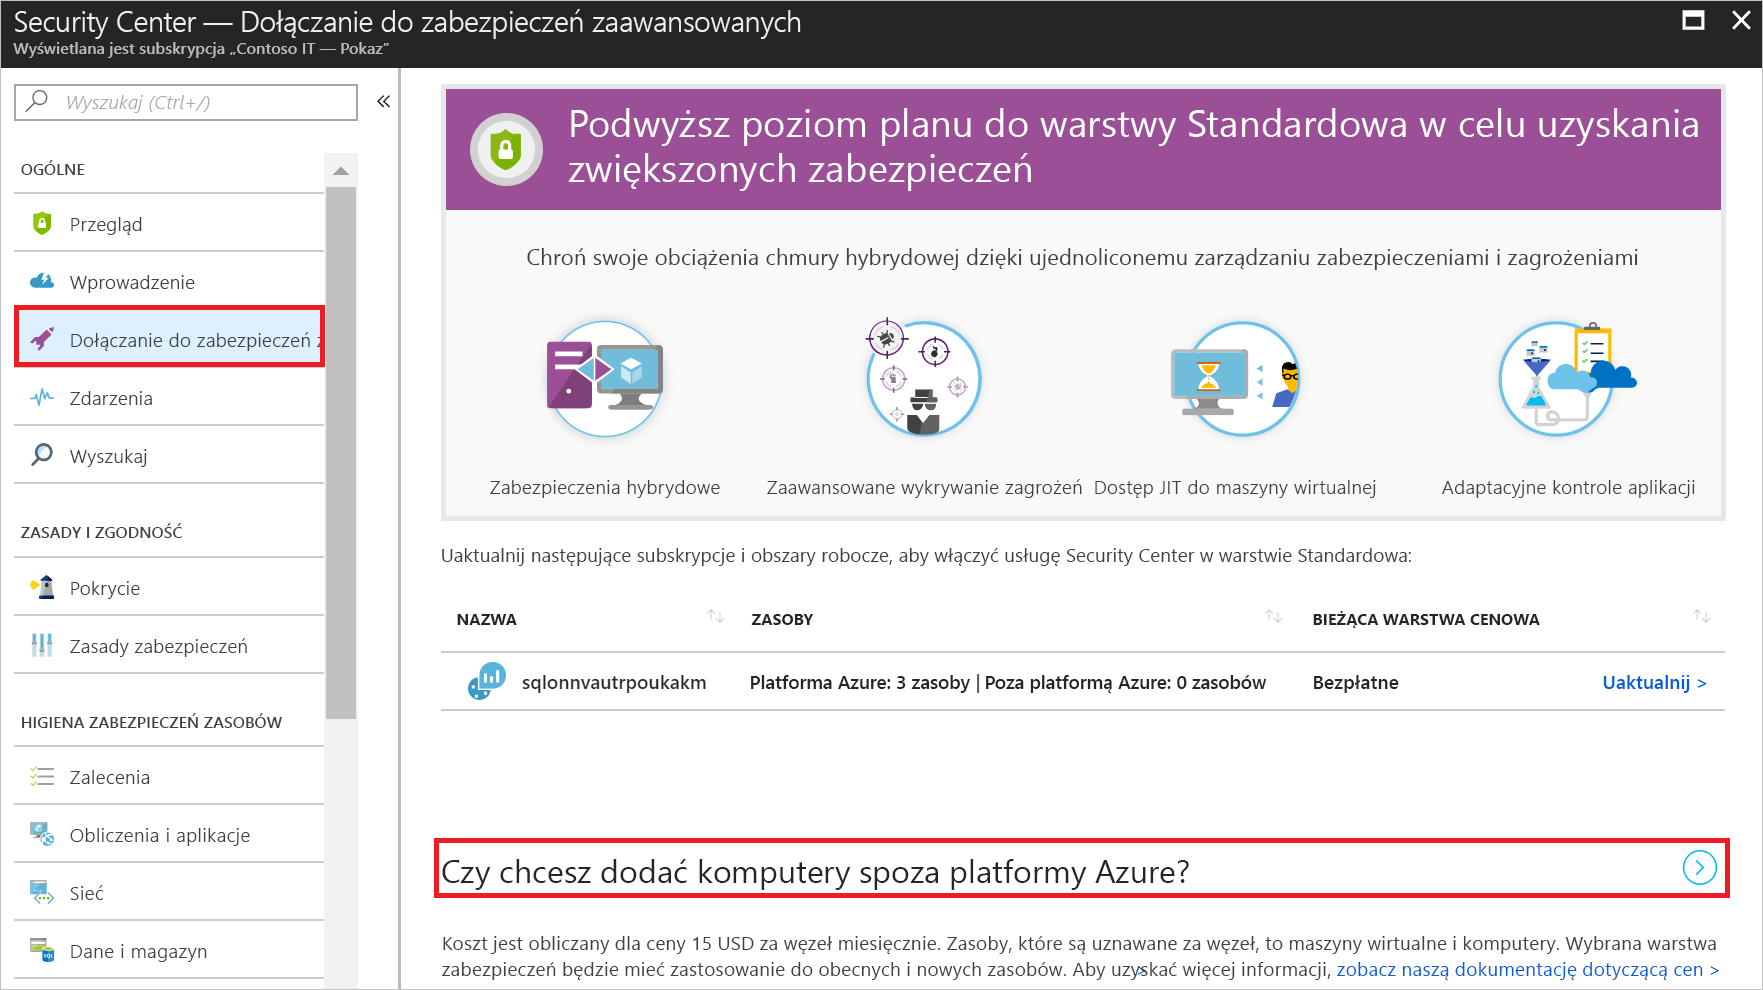 Security Center — Dołączanie do zabezpieczeń zaawansowanych
Wyświetlana jest subskrypcja „Contoso IT — Pokaz”
Wyszukaj (Ctrl+/)
«
OGÓLNE
Przegląd
Wprowadzenie
Dołączanie do zabezpieczeń z
Zdarzenia
Wyszukaj
ZASADY I ZGODNOŚĆ
Pokrycie
Zasady zabezpieczeń
HIGIENA ZABEZPIECZEŃ ZASOBÓW
Zalecenia
Obliczenia i aplikacje
Sieć
Dane i magazyn
Podwyższ poziom planu do warstwy Standardowa w celu uzyskania
zwiększonych zabezpieczeń
Chroń swoje obciążenia chmury hybrydowej dzięki ujednoliconemu zarządzaniu zabezpieczeniami i zagrożeniami
Zabezpieczenia hybrydowe
Zaawansowane wykrywanie zagrożeń
Dostęp JIT do maszyny wirtualnej
Adaptacyjne kontrole aplikacji
Uaktualnij następujące subskrypcje i obszary robocze, aby włączyć usługę Security Center w warstwie Standardowa:
NAZWA ZASOBY BIEŻĄCA WARSTWA CENOWA
sqlonnvautrpoukakm Platforma Azure: 3 zasoby | Poza platformą Azure: 0 zasobów Bezpłatne Uaktualnij >
Czy chcesz dodać komputery spoza platformy Azure?
Koszt jest obliczany dla ceny 15 USD za węzeł miesięcznie. Zasoby, które są uznawane za węzeł, to maszyny wirtualne i komputery. Wybrana warstwa
zabezpieczeń będzie mieć zastosowanie do obecnych i nowych zasobów. Aby uzyskać więcej informacji, zobacz naszą dokumentację dotyczącą cen >